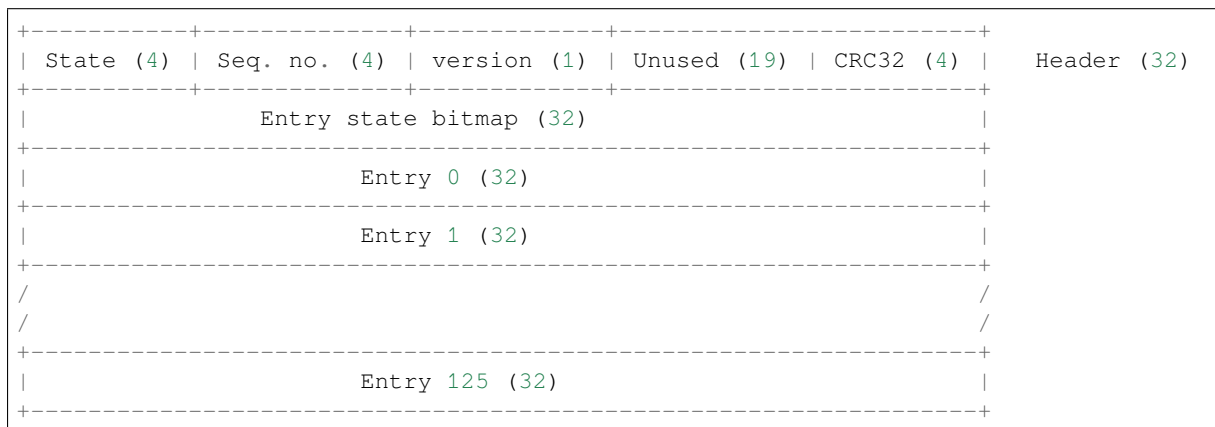 +-----------+--------------+-------------+-------------------------+
| State (4) | Seq. no. (4) | version (1) | Unused (19) | CRC32 (4) | Header (32)
+-----------+--------------+-------------+-------------------------+
| Entry state bitmap (32) |
+------------------------------------------------------------------+
| Entry 0 (32) |
+------------------------------------------------------------------+
| Entry 1 (32) |
+------------------------------------------------------------------+
/ /
/ /
+------------------------------------------------------------------+
| Entry 125 (32) |
+------------------------------------------------------------------+